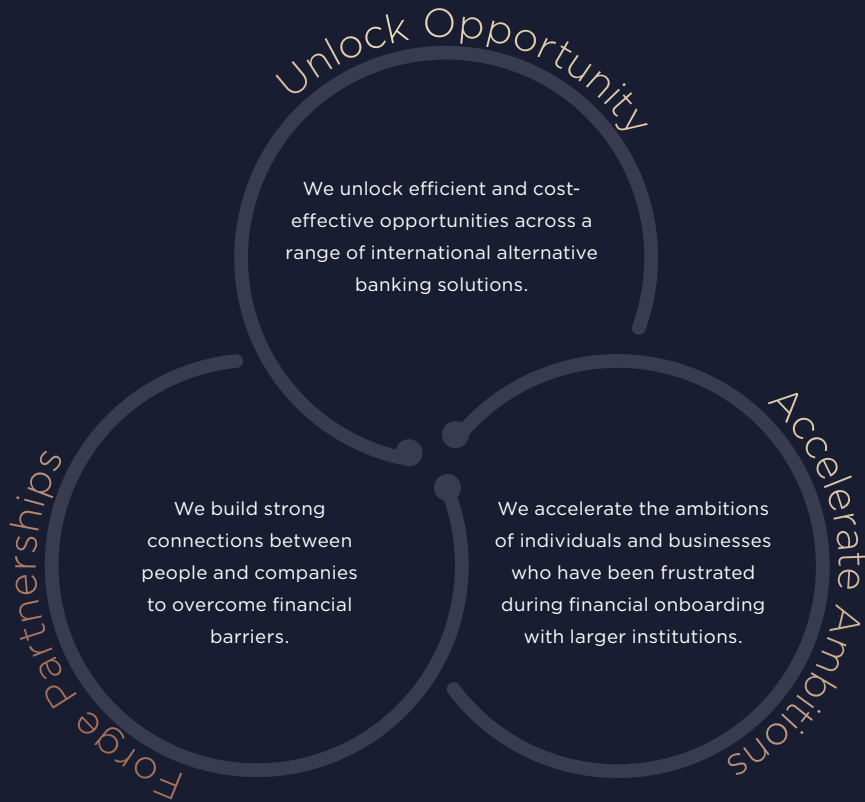 Unlock Opportunity
We unlock efficient and cost-
effective opportunities across a
range of international alternative
banking solutions.
Forge Partnerships
We build strong
connections between
people and companies
to overcome financial
barriers.
Accelerate Ambitions
We accelerate the ambitions
of individuals and businesses
who have been frustrated
during financial onboarding
with larger institutions.